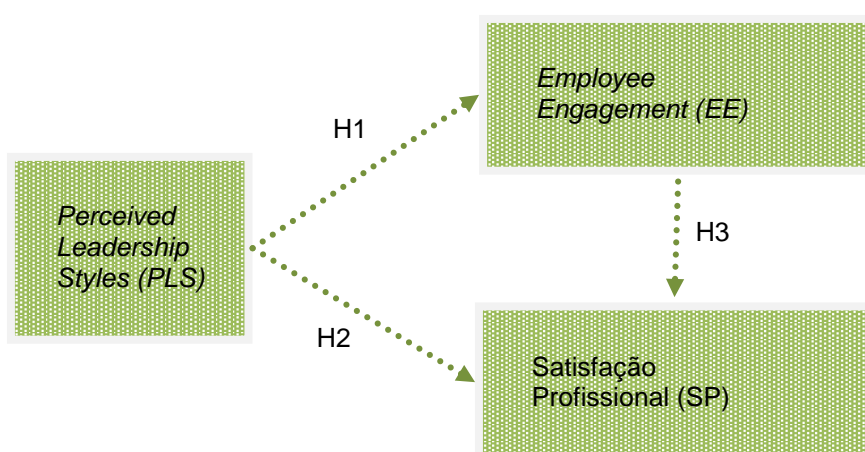 Employee
Engagement (EE)
H1
Perceived
Leadership
Styles (PLS)
H3
H2
Satisfação
Profissional (SP)